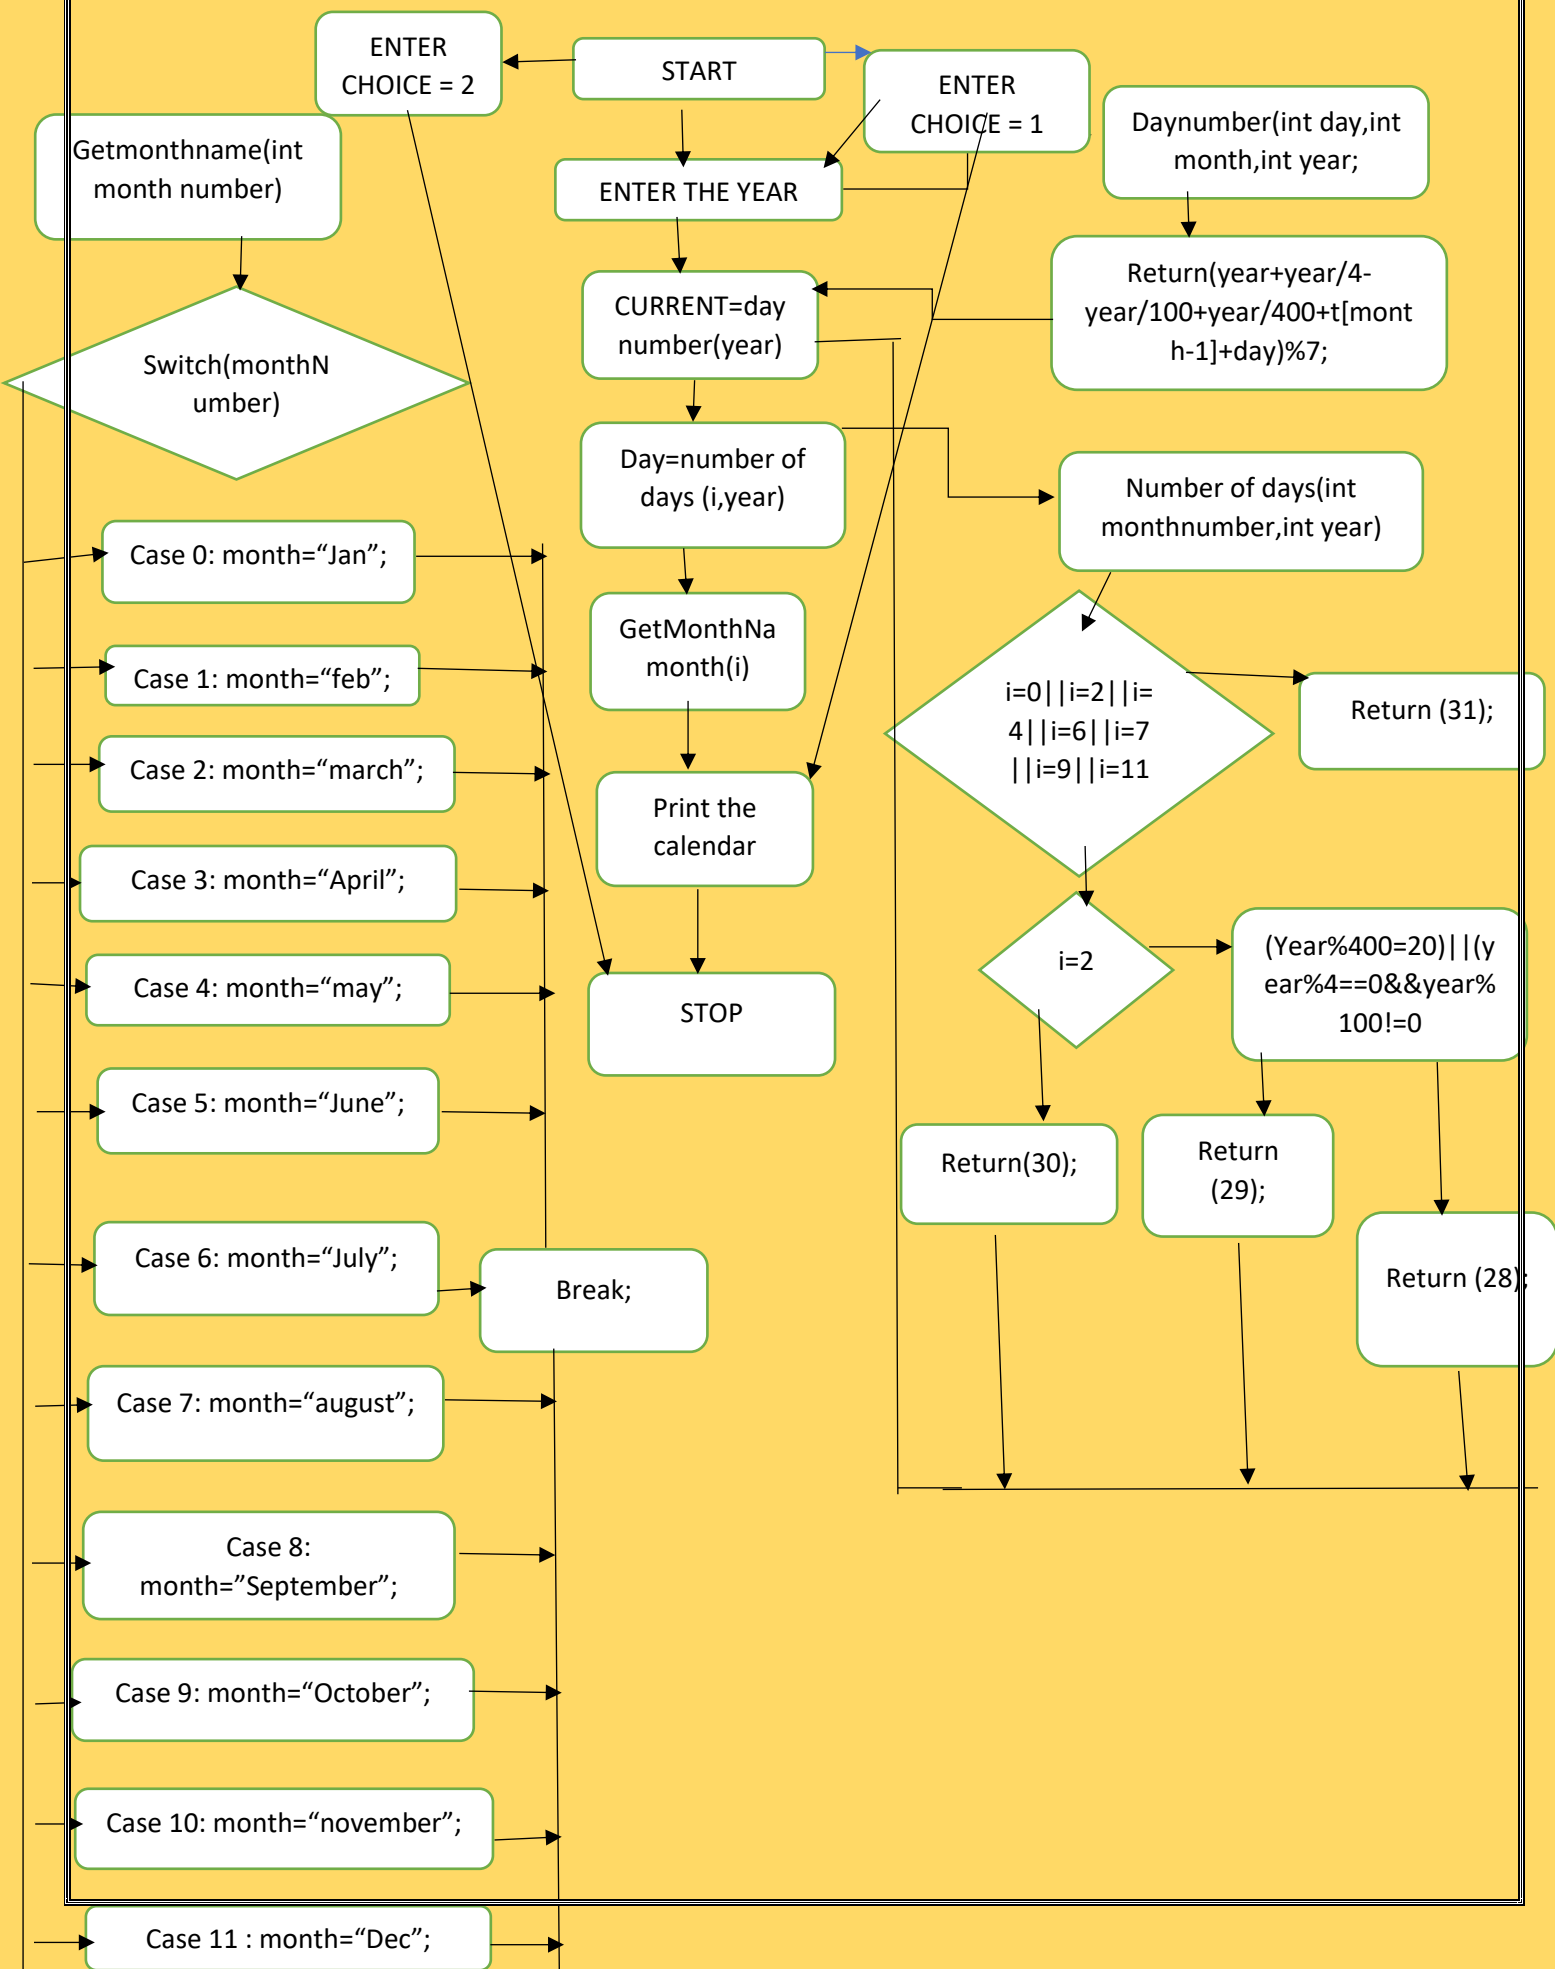 ENTER
CHOICE = 2
START
ENTER
CHOICE = 1
Daynumber(int day,int
month,int year;
Getmonthname(int
month number)
ENTER THE YEAR
Return(year+year/4-
year/100+year/400+t[mont
h-1]+day)%7;
CURRENT=day
number(year)
Switch(monthN
umber)
Day=number of
days (i,year)
Number of days(int
monthnumber,int year)
Case 0: month=“Jan”;
GetMonthNa
month(i)
Case 1: month=“feb”;
i=0||i=2||i=
4||i=6||i=7
||i=9||i=11
Return (31);
Case 2: month=“march”;
Print the
calendar
Case 3: month=“April”;
i=2
(Year%400=20)||(y
ear%4==0&&year%
100!=0
Case 4: month=“may”;
STOP
Case 5: month=“June”;
Return(30);
Return
(29);
Case 6: month=“July”;
Break;
Return (28);
Case 7: month=“august”;
Case 8:
month=”September”;
Case 9: month=“October”;
Case 10: month=“november”;
Case 11 : month=“Dec”;